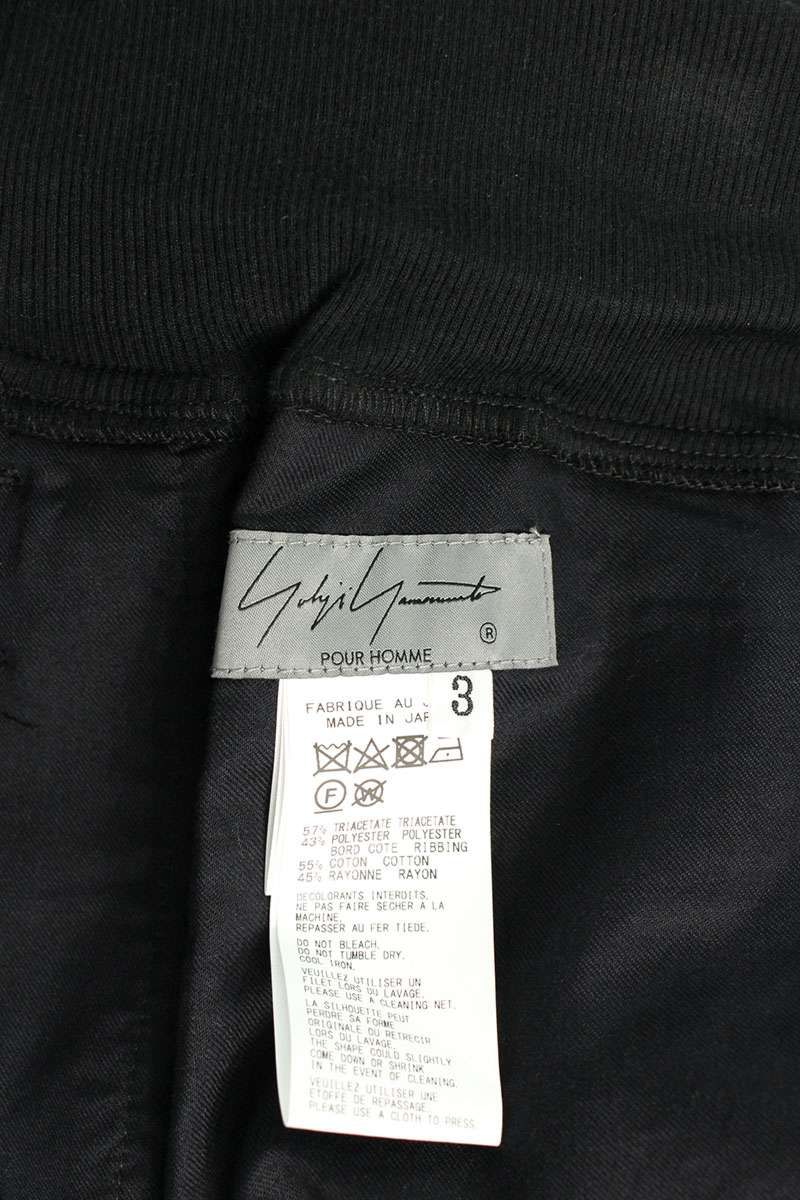 Yohji Yamamoto
®
POUR HOMME
3
FABRIQUE AU
MADE IN JAP
F
W
57% TRIACETATE TRIACETATE
43% POLYESTER POLYESTER
BORD COTE RIBBING
55% COTON COTTON
45% RAYONNE RAYON
DECOLORANTS INTERDITS.
NE PAS FAIRE SECHER A LA
MACHINE.
REPASSER AU FER TIEDE.
DO NOT BLEACH.
DO NOT TUMBLE DRY.
COOL IRON.
VEUILLEZ UTILISER UN
FILET LORS DU LAVAGE.
PLEASE USE A CLEANING NET.
LA SILHOUETTE PEUT
PERDRE SA FORME
ORIGINALE OU RETRECIR
LORS DU LAVAGE.
THE SHAPE COULD SLIGHTLY
COME DOWN OR SHRINK
IN THE EVENT OF CLEANING.
VEUILLEZ UTILISER UNE
ETOFFE DE REPASSAGE.
PLEASE USE A CLOTH TO PRESS.